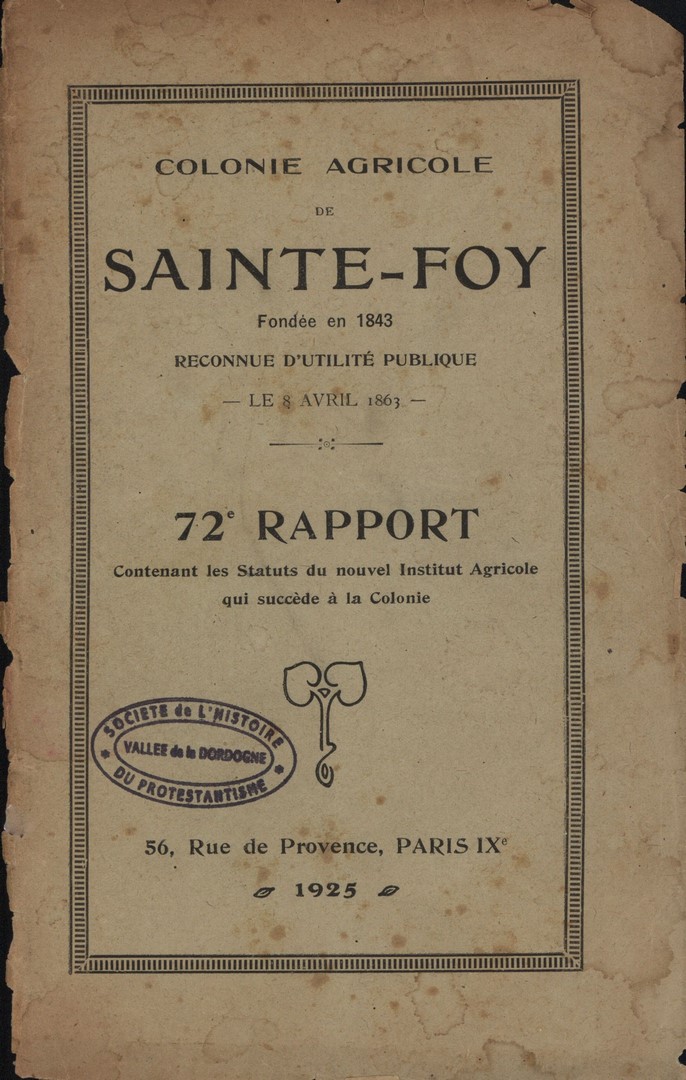 COLONIE AGRICOLE
DE
SAINTE-FOY
Fondée en 1843
RECONNUE D'UTILITÉ PUBLIQUE
— LE 8 AVRIL 1863 —
72e RAPPORT
Contenant les Statuts du nouvel Institut Agricole
qui succède à la Colonie
SOCIETE de L'HISTOIRE
VALLEE de la DORDOGNE
* DU PROTESTANTISME *
56, Rue de Provence, PARIS IXe
1925